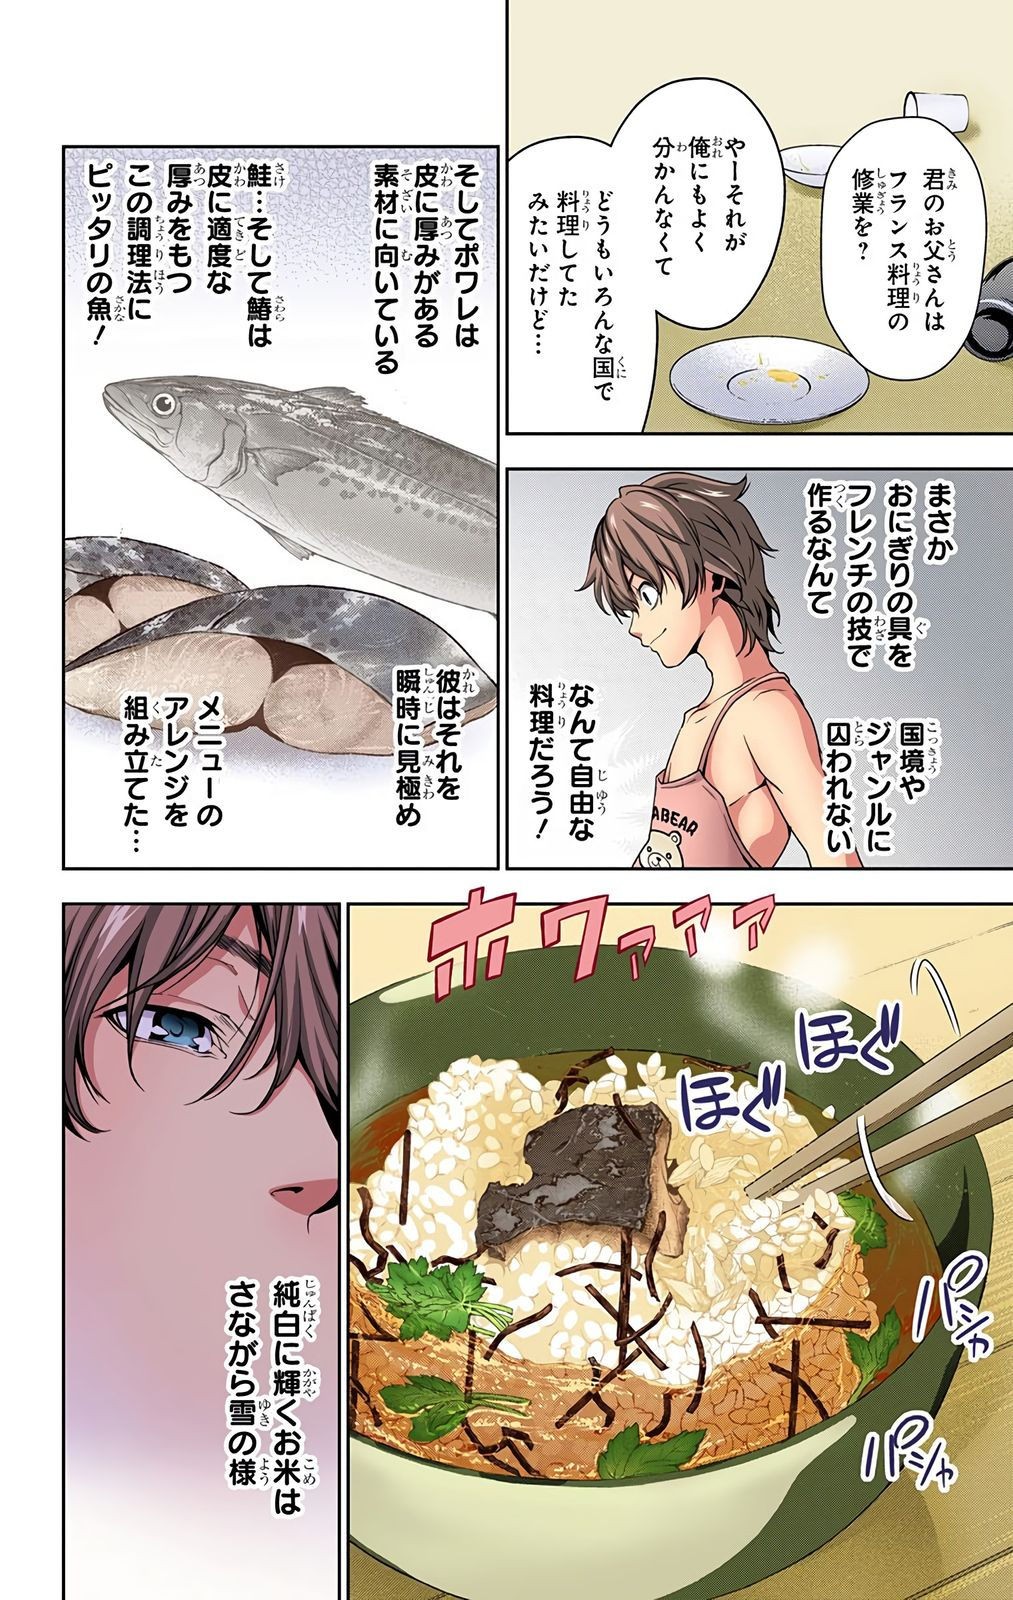 君のお父さんは
フランス料理の
修業を?
やーそれが
俺にもよく
分かんなくて
どうもいろんな国で
料理してた
みたいだけど…
まさか
おにぎりの具を
フレンチの技で
作るなんて
国境や
ジャンルに
囚われない
なんて自由な
料理だろう!
ABEAR
そしてポワレは
皮に厚みがある
素材に向いている
鮭…そして鰆は
皮に適度な
厚みをもつ
この調理法に
ピッタリの魚!
彼はそれを
瞬時に見極め
メニューの
アレンジを
組み立てた…
ホワァァァ
ほぐ
ほぐ
パシャ
パシャ
純白に輝くお米は
さながら雪の様